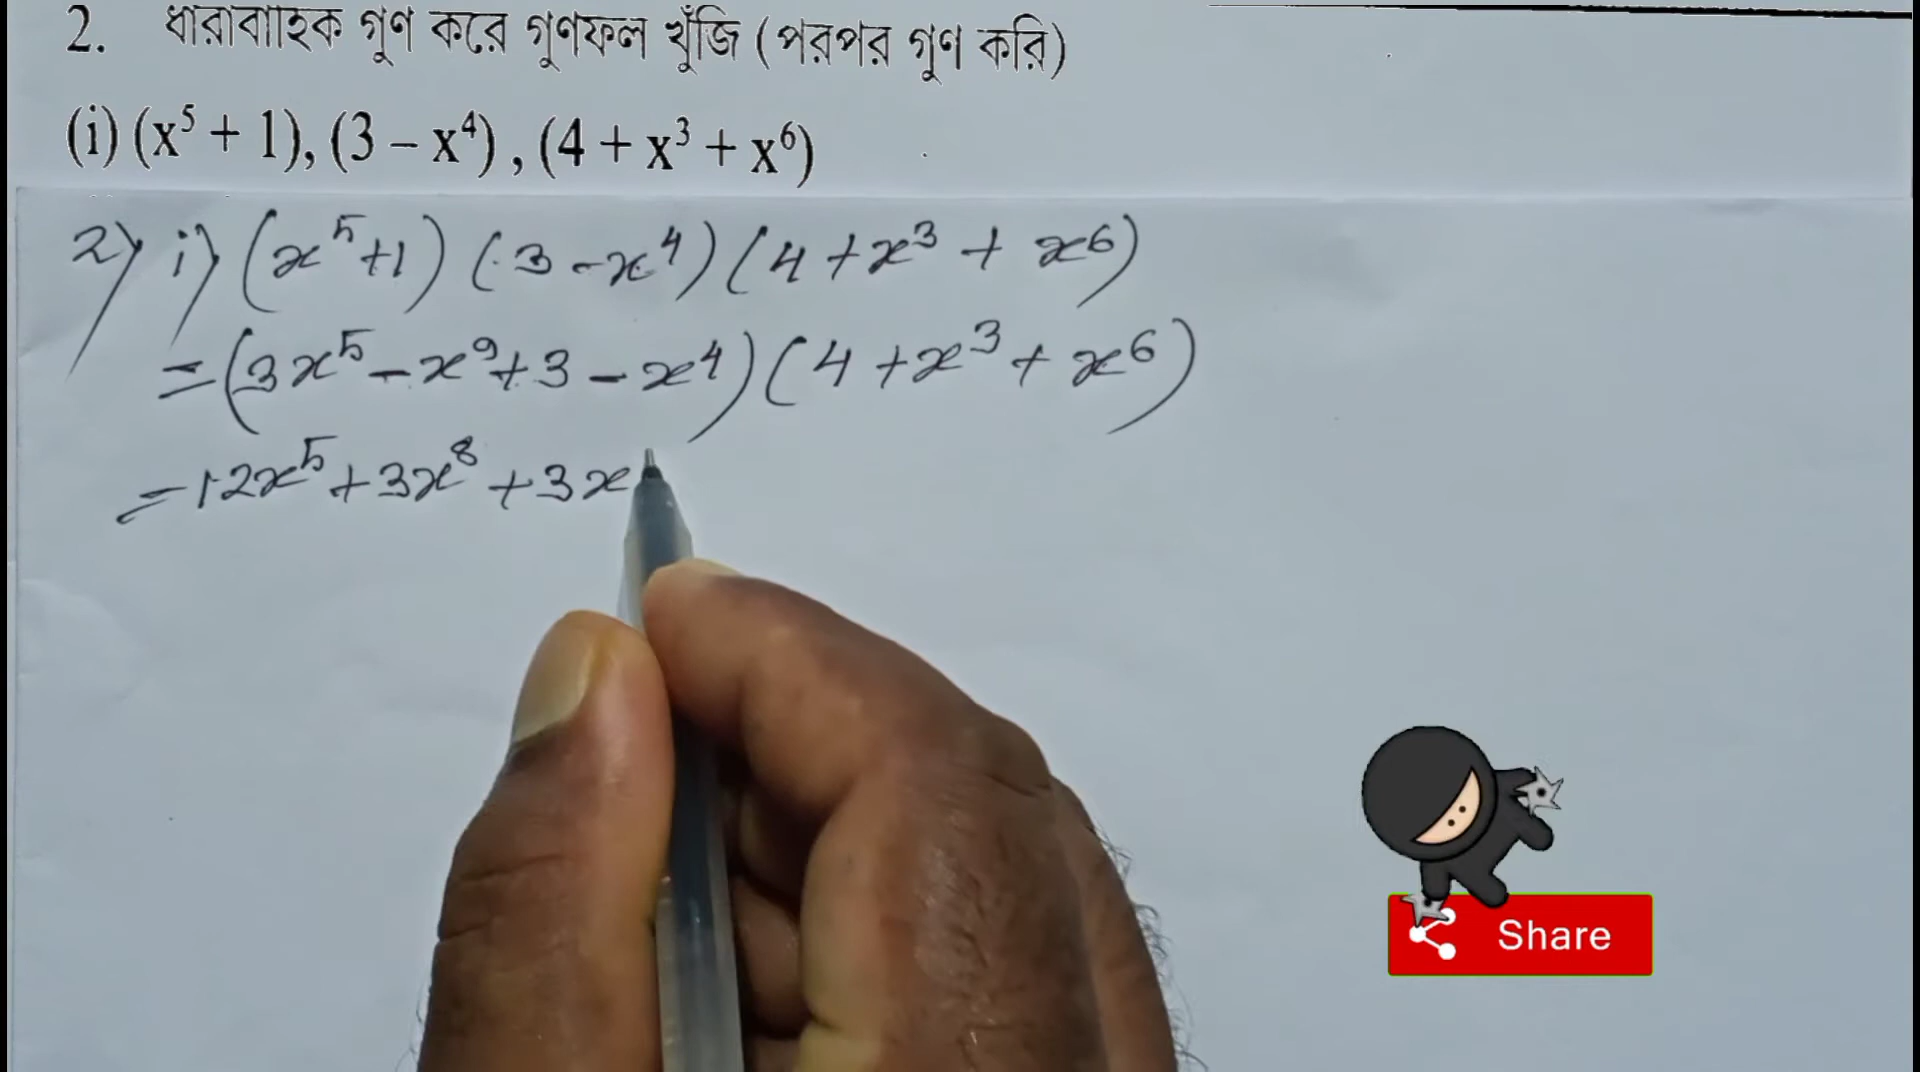 2. ধারাবাহিক গুণ করে গুণফল খুঁজি (পরপর গুণ করি)
(i) (x⁵ + 1), (3 – x⁴) , (4 + x³ + x⁶)
2) i) (x⁵+1) (3-x⁴) (4+x³ + x⁶)
= (3x⁵ - x⁹ + 3 - x⁴) (4 + x³ + x⁶)
= 12x⁵ + 3x⁸ + 3x
Share